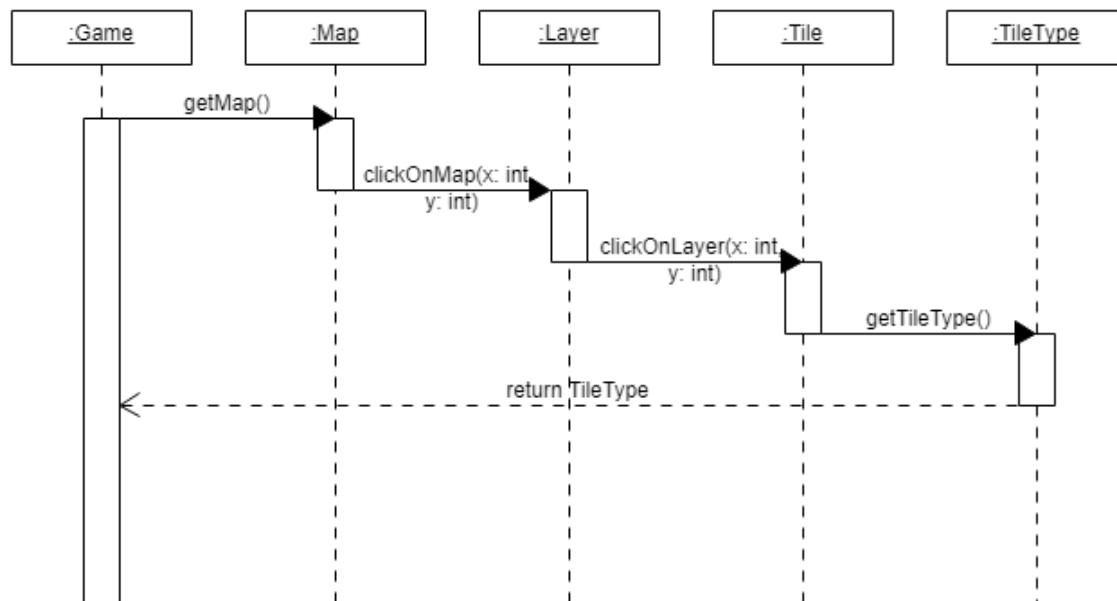 :Game
:Map
:Layer
:Tile
:TileType
getMap()
clickOnMap(x: int,
y: int)
clickOnLayer(x: int,
y: int)
getTileType()
return TileType